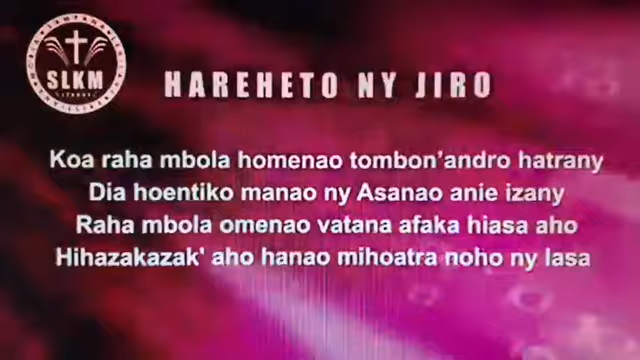 SLKM
HAREHETO NY JIRO
Koa raha mbola homenao tombon'andro hatrany
Dia hoentiko manao ny Asanao anie izany
Raha mbola omenao vatana afaka hiasa aho
Hihazakazak' aho hanao mihoatra noho ny lasa